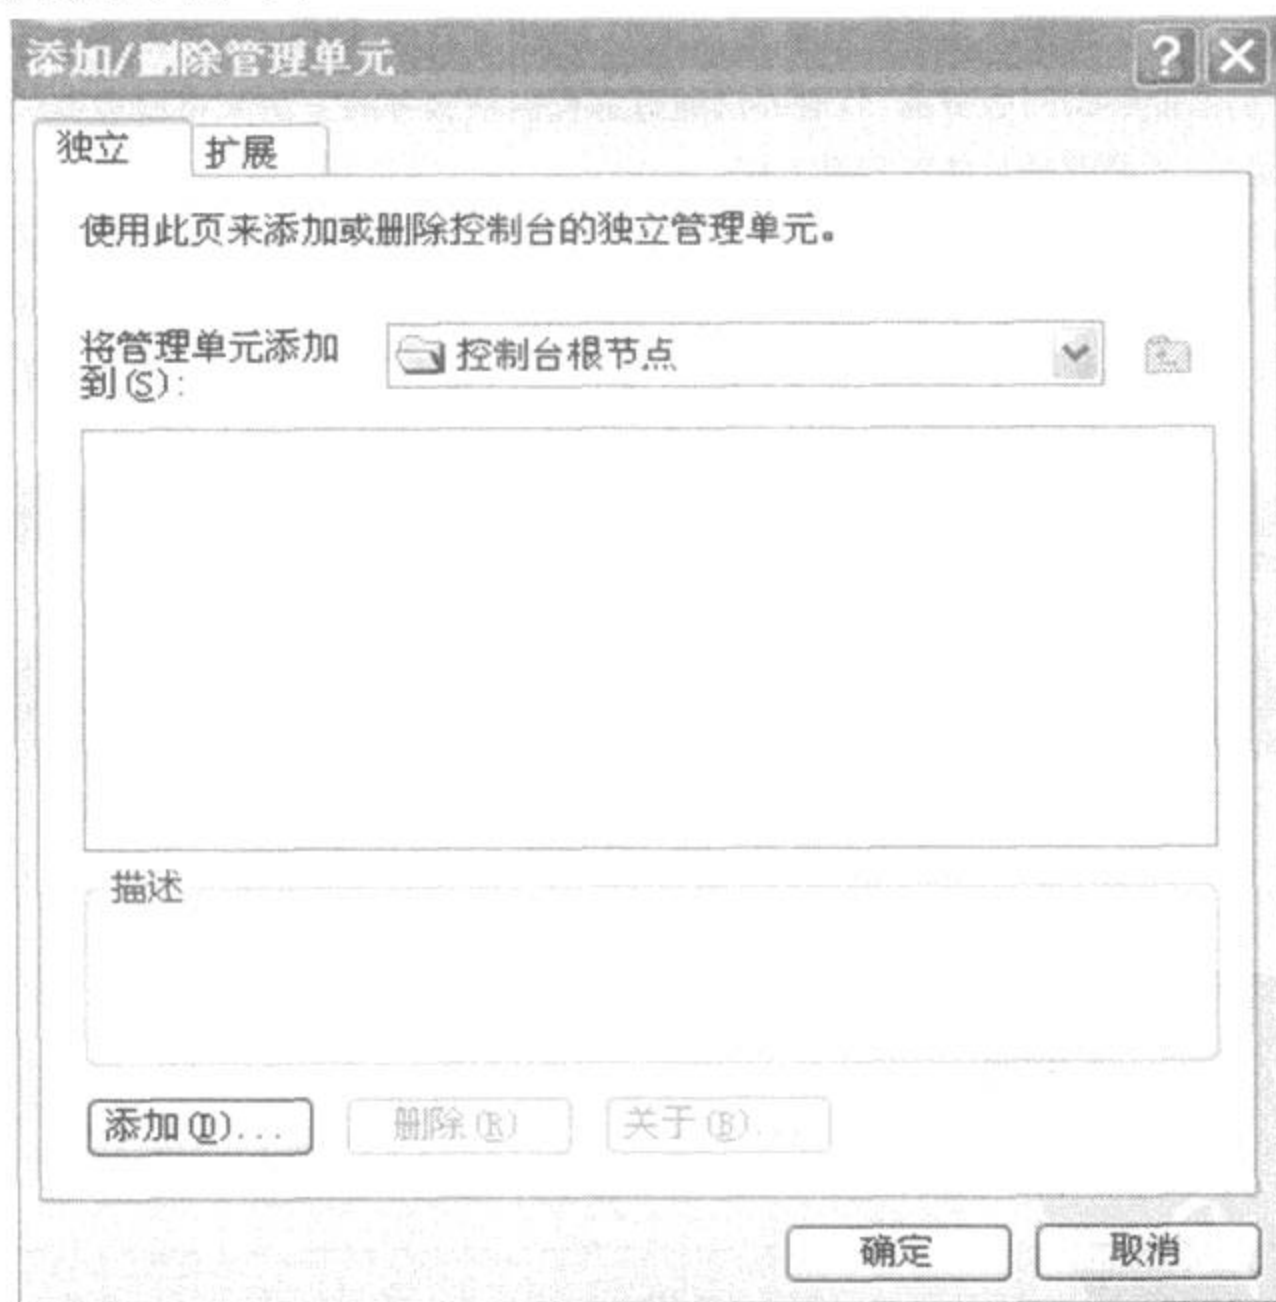 添加/删除管理单元
独立 扩展
使用此页来添加或删除控制台的独立管理单元。
将管理单元添加
到(S):
控制台根节点
描述
添加(D)... 删除(R) 关于(B)...
确定 取消